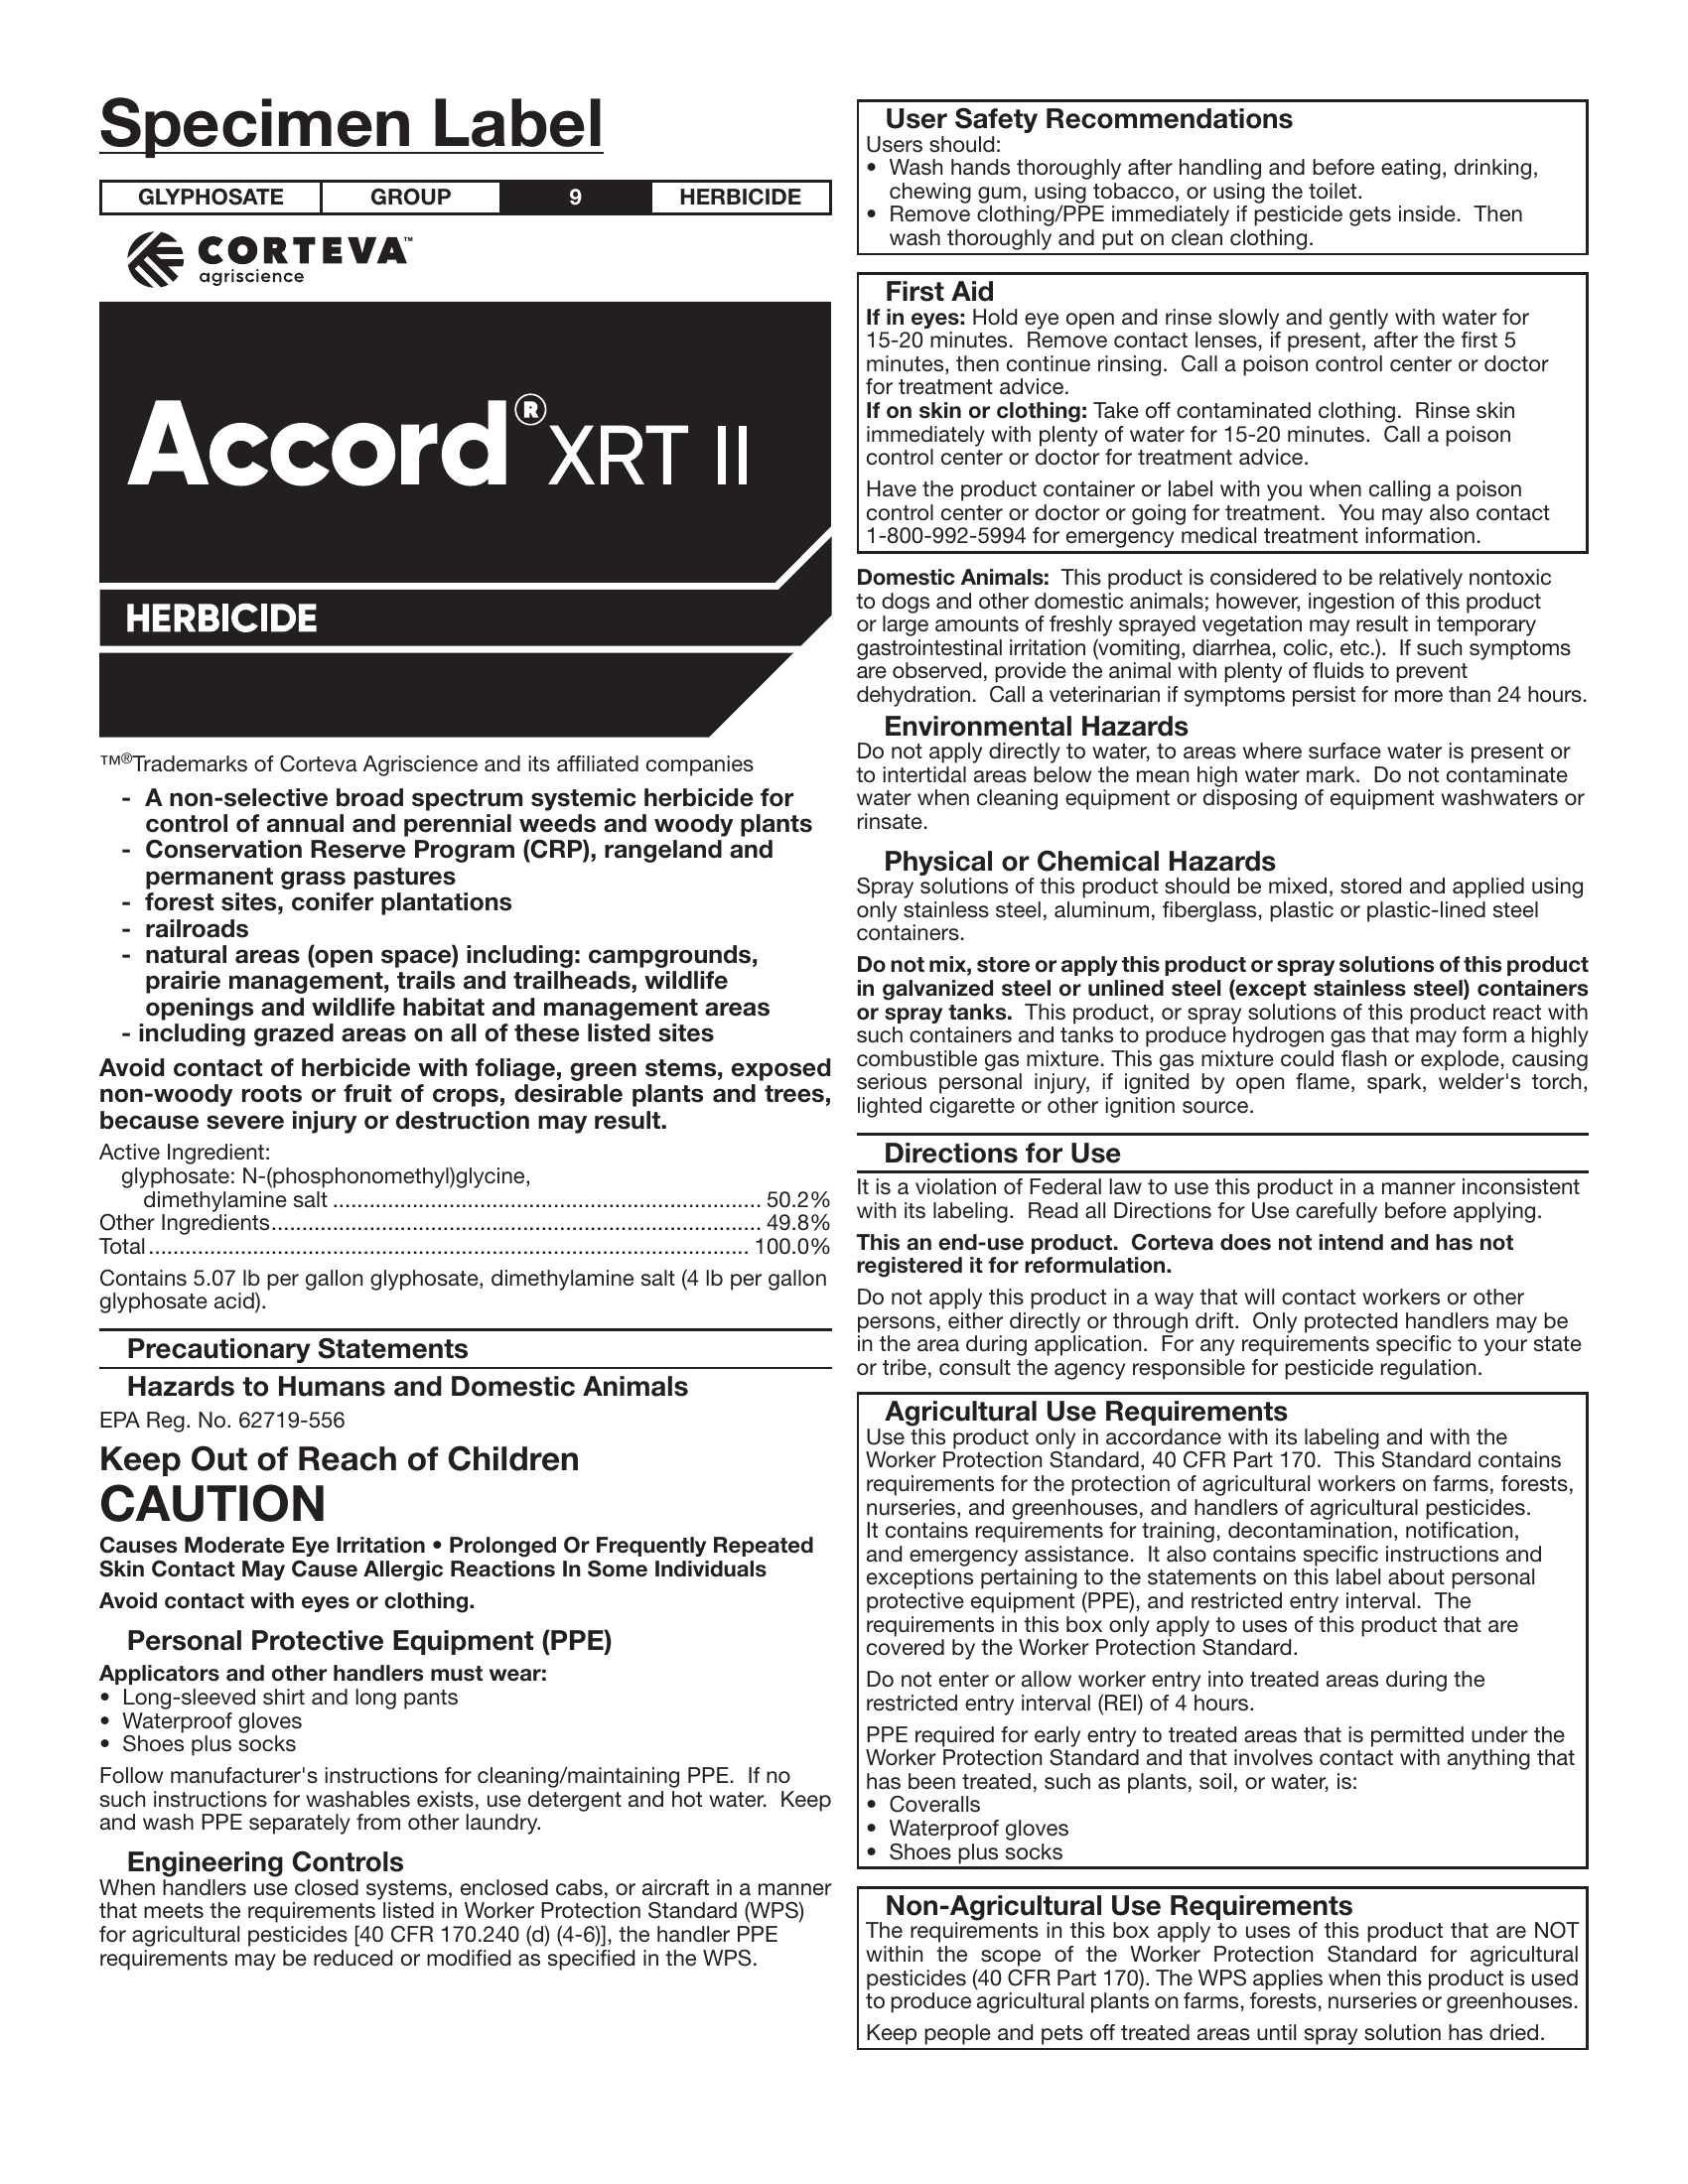 Specimen Label
GLYPHOSATE GROUP 9 HERBICIDE
CORTEVA™
agriscience
Accord® XRT II
HERBICIDE
™®Trademarks of Corteva Agriscience and its affiliated companies
- A non-selective broad spectrum systemic herbicide for
control of annual and perennial weeds and woody plants
- Conservation Reserve Program (CRP), rangeland and
permanent grass pastures
- forest sites, conifer plantations
- railroads
- natural areas (open space) including: campgrounds,
prairie management, trails and trailheads, wildlife
openings and wildlife habitat and management areas
- including grazed areas on all of these listed sites
Avoid contact of herbicide with foliage, green stems, exposed
non-woody roots or fruit of crops, desirable plants and trees,
because severe injury or destruction may result.
Active Ingredient:
glyphosate: N-(phosphonomethyl)glycine,
dimethylamine salt ...................................................................... 50.2%
Other Ingredients................................................................................ 49.8%
Total.................................................................................................. 100.0%
Contains 5.07 lb per gallon glyphosate, dimethylamine salt (4 lb per gallon
glyphosate acid).
Precautionary Statements
Hazards to Humans and Domestic Animals
EPA Reg. No. 62719-556
Keep Out of Reach of Children
CAUTION
Causes Moderate Eye Irritation • Prolonged Or Frequently Repeated
Skin Contact May Cause Allergic Reactions In Some Individuals
Avoid contact with eyes or clothing.
Personal Protective Equipment (PPE)
Applicators and other handlers must wear:
• Long-sleeved shirt and long pants
• Waterproof gloves
• Shoes plus socks
Follow manufacturer's instructions for cleaning/maintaining PPE. If no
such instructions for washables exists, use detergent and hot water. Keep
and wash PPE separately from other laundry.
Engineering Controls
When handlers use closed systems, enclosed cabs, or aircraft in a manner
that meets the requirements listed in Worker Protection Standard (WPS)
for agricultural pesticides [40 CFR 170.240 (d) (4-6)], the handler PPE
requirements may be reduced or modified as specified in the WPS.
User Safety Recommendations
Users should:
• Wash hands thoroughly after handling and before eating, drinking,
chewing gum, using tobacco, or using the toilet.
• Remove clothing/PPE immediately if pesticide gets inside. Then
wash thoroughly and put on clean clothing.
First Aid
If in eyes: Hold eye open and rinse slowly and gently with water for
15-20 minutes. Remove contact lenses, if present, after the first 5
minutes, then continue rinsing. Call a poison control center or doctor
for treatment advice.
If on skin or clothing: Take off contaminated clothing. Rinse skin
immediately with plenty of water for 15-20 minutes. Call a poison
control center or doctor for treatment advice.
Have the product container or label with you when calling a poison
control center or doctor or going for treatment. You may also contact
1-800-992-5994 for emergency medical treatment information.
Domestic Animals: This product is considered to be relatively nontoxic
to dogs and other domestic animals; however, ingestion of this product
or large amounts of freshly sprayed vegetation may result in temporary
gastrointestinal irritation (vomiting, diarrhea, colic, etc.). If such symptoms
are observed, provide the animal with plenty of fluids to prevent
dehydration. Call a veterinarian if symptoms persist for more than 24 hours.
Environmental Hazards
Do not apply directly to water, to areas where surface water is present or
to intertidal areas below the mean high water mark. Do not contaminate
water when cleaning equipment or disposing of equipment washwaters or
rinsate.
Physical or Chemical Hazards
Spray solutions of this product should be mixed, stored and applied using
only stainless steel, aluminum, fiberglass, plastic or plastic-lined steel
containers.
Do not mix, store or apply this product or spray solutions of this product
in galvanized steel or unlined steel (except stainless steel) containers
or spray tanks. This product, or spray solutions of this product react with
such containers and tanks to produce hydrogen gas that may form a highly
combustible gas mixture. This gas mixture could flash or explode, causing
serious personal injury, if ignited by open flame, spark, welder's torch,
lighted cigarette or other ignition source.
Directions for Use
It is a violation of Federal law to use this product in a manner inconsistent
with its labeling. Read all Directions for Use carefully before applying.
This an end-use product. Corteva does not intend and has not
registered it for reformulation.
Do not apply this product in a way that will contact workers or other
persons, either directly or through drift. Only protected handlers may be
in the area during application. For any requirements specific to your state
or tribe, consult the agency responsible for pesticide regulation.
Agricultural Use Requirements
Use this product only in accordance with its labeling and with the
Worker Protection Standard, 40 CFR Part 170. This Standard contains
requirements for the protection of agricultural workers on farms, forests,
nurseries, and greenhouses, and handlers of agricultural pesticides.
It contains requirements for training, decontamination, notification,
and emergency assistance. It also contains specific instructions and
exceptions pertaining to the statements on this label about personal
protective equipment (PPE), and restricted entry interval. The
requirements in this box only apply to uses of this product that are
covered by the Worker Protection Standard.
Do not enter or allow worker entry into treated areas during the
restricted entry interval (REI) of 4 hours.
PPE required for early entry to treated areas that is permitted under the
Worker Protection Standard and that involves contact with anything that
has been treated, such as plants, soil, or water, is:
• Coveralls
• Waterproof gloves
• Shoes plus socks
Non-Agricultural Use Requirements
The requirements in this box apply to uses of this product that are NOT
within the scope of the Worker Protection Standard for agricultural
pesticides (40 CFR Part 170). The WPS applies when this product is used
to produce agricultural plants on farms, forests, nurseries or greenhouses.
Keep people and pets off treated areas until spray solution has dried.